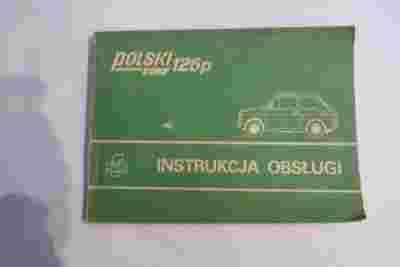 POLSKI
FIAT 126p
INSTRUKCJA OBSŁUGI